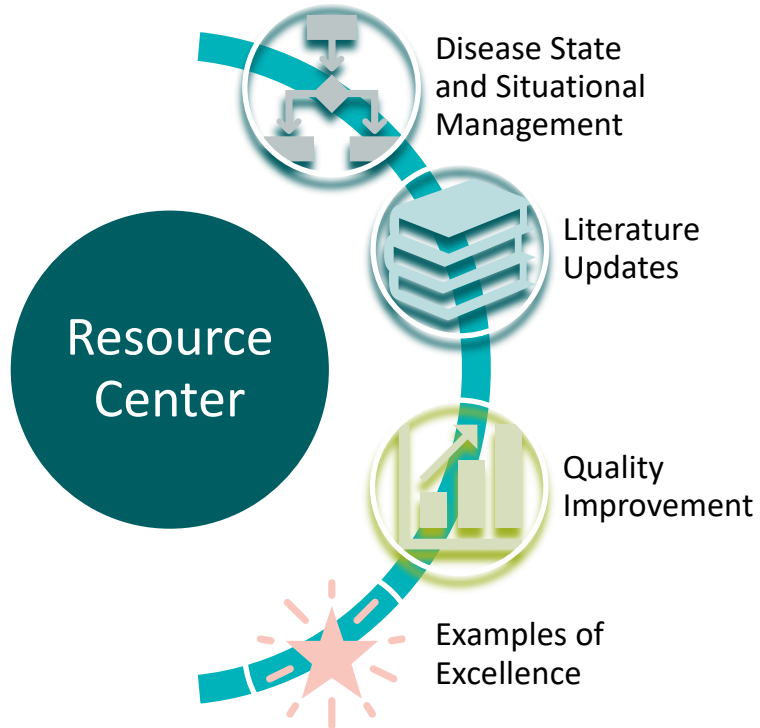 Disease State
and Situational
Management
Literature
Updates
Resource
Center
Quality
Improvement
Examples of
Excellence